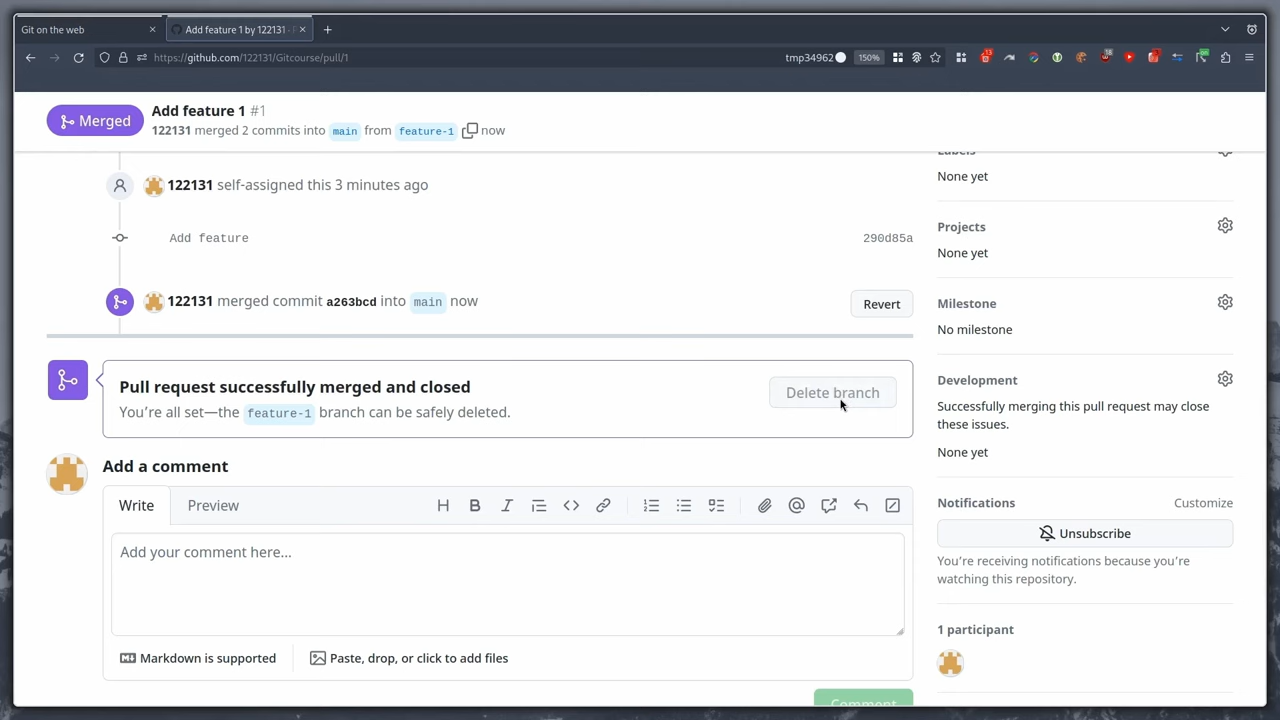 Git on the web
Add feature 1 by 122131 ·
https://github.com/122131/Gitcourse/pull/1
tmp34962
150%
13
18
on
Merged
Add feature 1 #1
122131 merged 2 commits into main from feature-1 now
Labels
None yet
122131 self-assigned this 3 minutes ago
Add feature
290d85a
Projects
None yet
122131 merged commit a263bcd into main now
Revert
Milestone
No milestone
Pull request successfully merged and closed
You're all set—the feature-1 branch can be safely deleted.
Delete branch
Development
Successfully merging this pull request may close
these issues.
None yet
Add a comment
Write
Preview
Add your comment here...
Markdown is supported
Paste, drop, or click to add files
Comment
Notifications
Customize
Unsubscribe
You're receiving notifications because you're
watching this repository.
1 participant